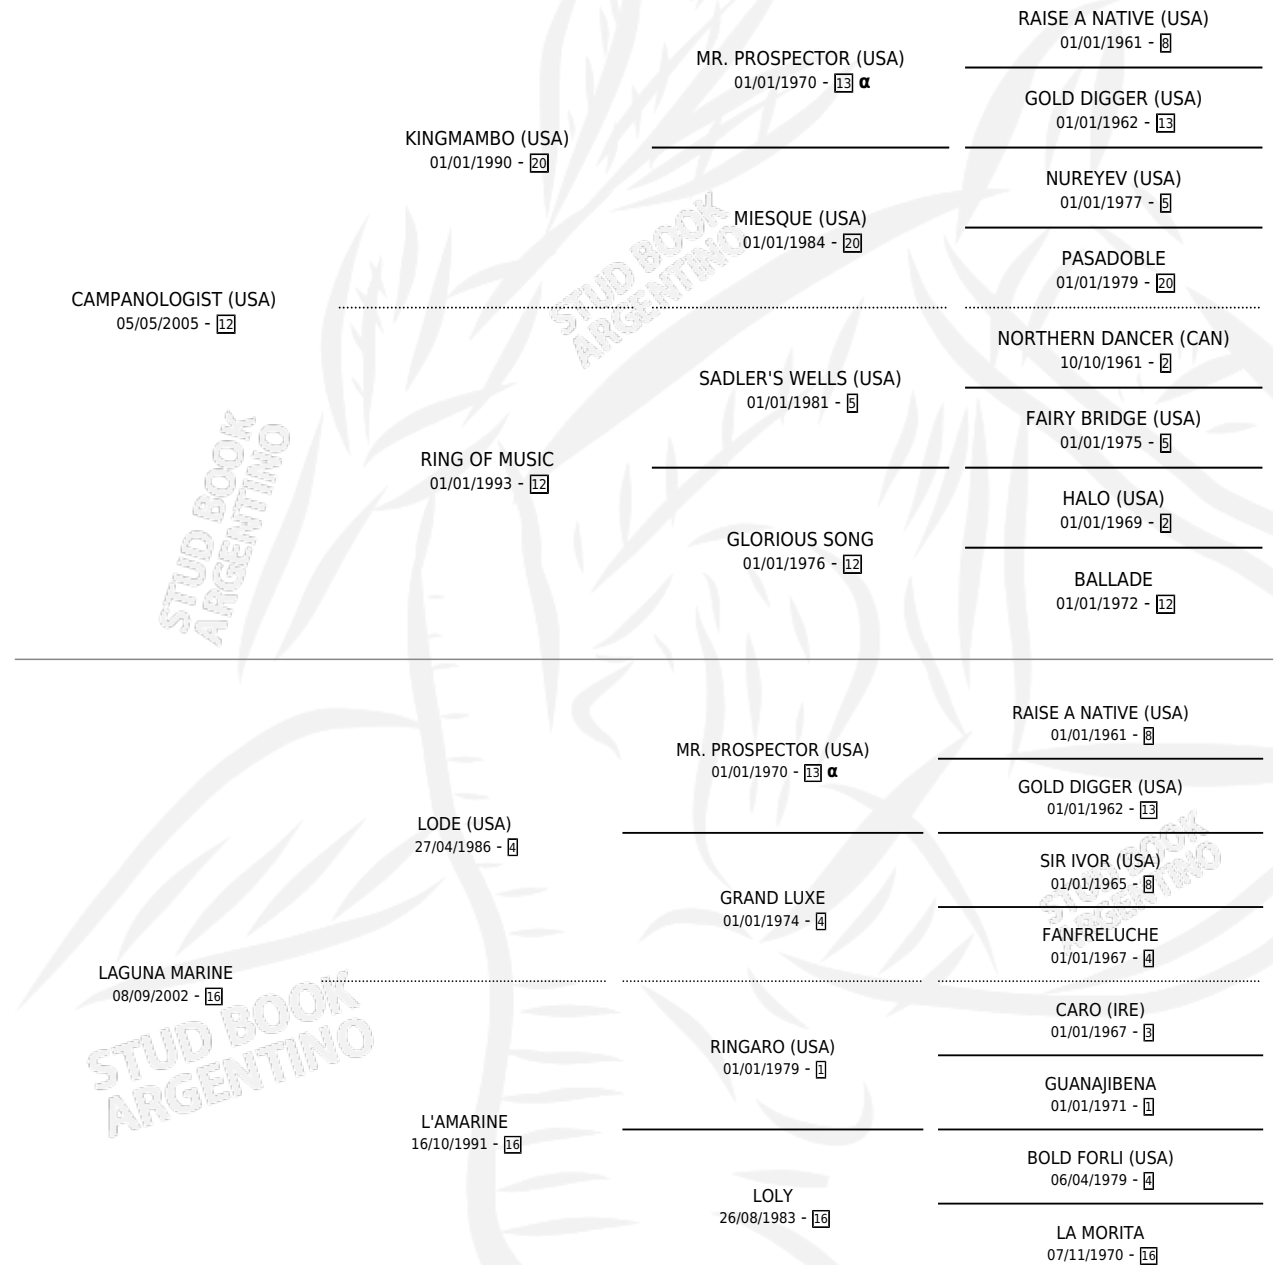 RAISE A NATIVE (USA)
01/01/1961 - 8
MR. PROSPECTOR (USA)
01/01/1970 - 13 α
GOLD DIGGER (USA)
01/01/1962 - 13
KINGMAMBO (USA)
01/01/1990 - 20
NUREYEV (USA)
01/01/1977 - 5
MIESQUE (USA)
01/01/1984 - 20
PASADOBLE
01/01/1979 - 20
CAMPANOLOGIST (USA)
05/05/2005 - 12
NORTHERN DANCER (CAN)
10/10/1961 - 2
SADLER'S WELLS (USA)
01/01/1981 - 5
FAIRY BRIDGE (USA)
01/01/1975 - 5
RING OF MUSIC
01/01/1993 - 12
HALO (USA)
01/01/1969 - 2
GLORIOUS SONG
01/01/1976 - 12
BALLADE
01/01/1972 - 12
RAISE A NATIVE (USA)
01/01/1961 - 8
MR. PROSPECTOR (USA)
01/01/1970 - 13 α
GOLD DIGGER (USA)
01/01/1962 - 13
LODE (USA)
27/04/1986 - 4
SIR IVOR (USA)
01/01/1965 - 8
GRAND LUXE
01/01/1974 - 4
FANFRELUCHE
01/01/1967 - 4
LAGUNA MARINE
08/09/2002 - 16
CARO (IRE)
01/01/1967 - 3
RINGARO (USA)
01/01/1979 - 1
GUANAJIBENA
01/01/1971 - 1
L'AMARINE
16/10/1991 - 16
BOLD FORLI (USA)
06/04/1979 - 4
LOLY
26/08/1983 - 16
LA MORITA
07/11/1970 - 16
STUD BOOK
ARGENTINO
STUD BOOK
ARGENTINO
STUD BOOK
ARGENTINO
STUD BOOK
ARGENTINO